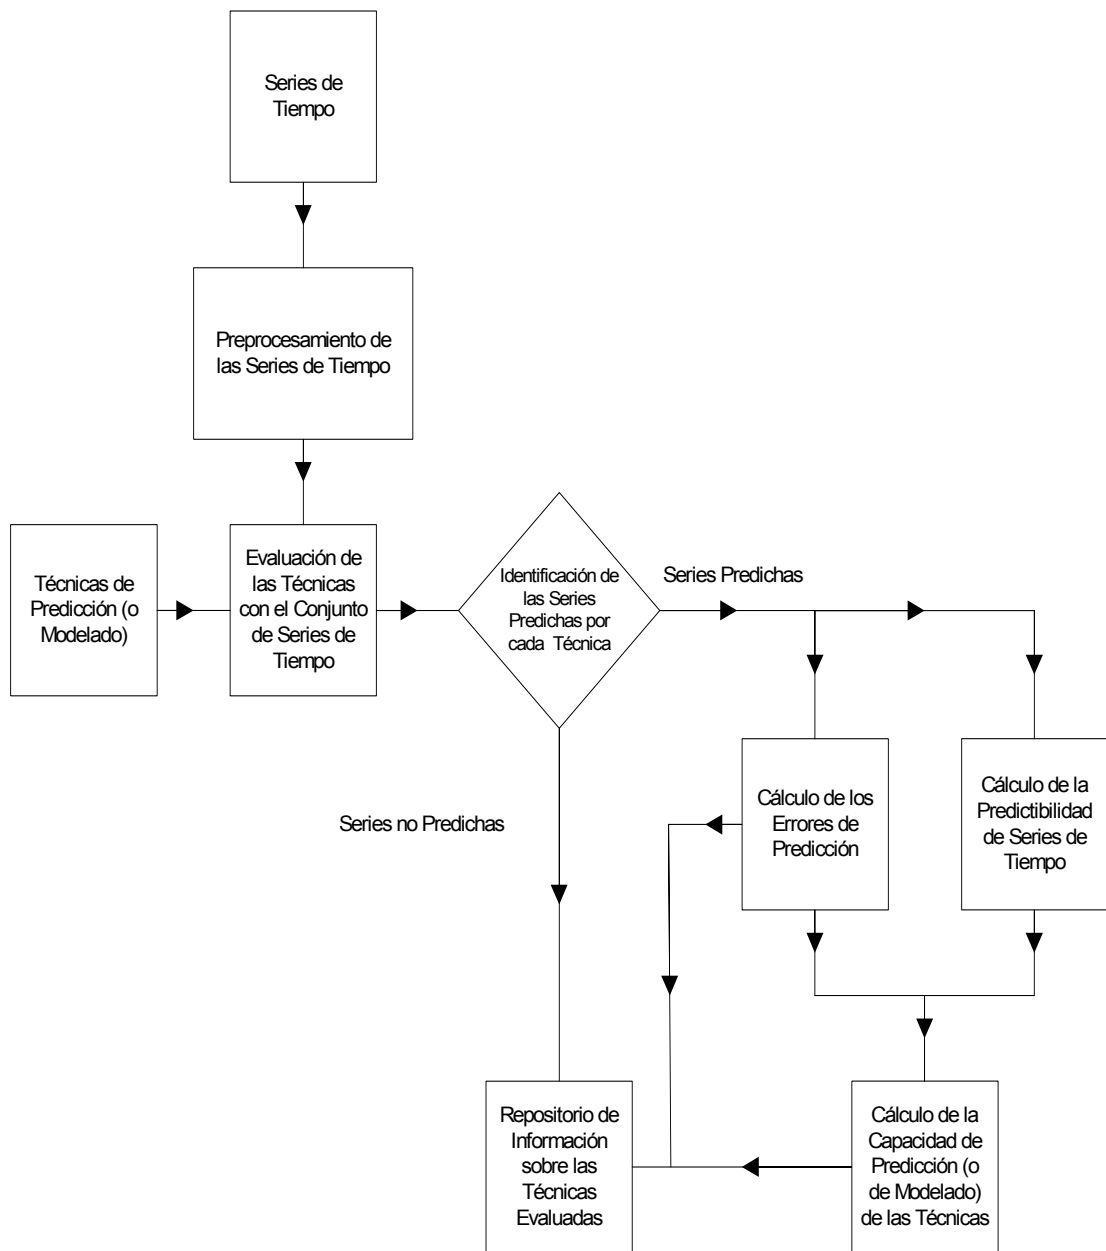 Series de
Tiempo
Preprocesamiento de
las Series de Tiempo
Técnicas de
Predicción (o
Modelado)
Evaluación de
las Técnicas
con el Conjunto
de Series de
Tiempo
Identificación de
las Series
Predichas por
cada Técnica
Series Predichas
Series no Predichas
Cálculo de los
Errores de
Predicción
Cálculo de la
Predictibilidad
de Series de
Tiempo
Repositorio de
Información
sobre las
Técnicas
Evaluadas
Cálculo de la
Capacidad de
Predicción (o
de Modelado)
de las Técnicas